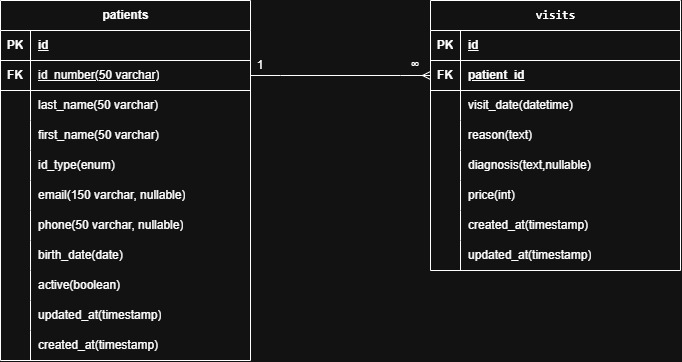 patients
PK id
FK id_number(50 varchar)
last_name(50 varchar)
first_name(50 varchar)
id_type(enum)
email(150 varchar, nullable)
phone(50 varchar, nullable)
birth_date(date)
active(boolean)
updated_at(timestamp)
created_at(timestamp)
1 ∞
visits
PK id
FK patient_id
visit_date(datetime)
reason(text)
diagnosis(text,nullable)
price(int)
created_at(timestamp)
updated_at(timestamp)